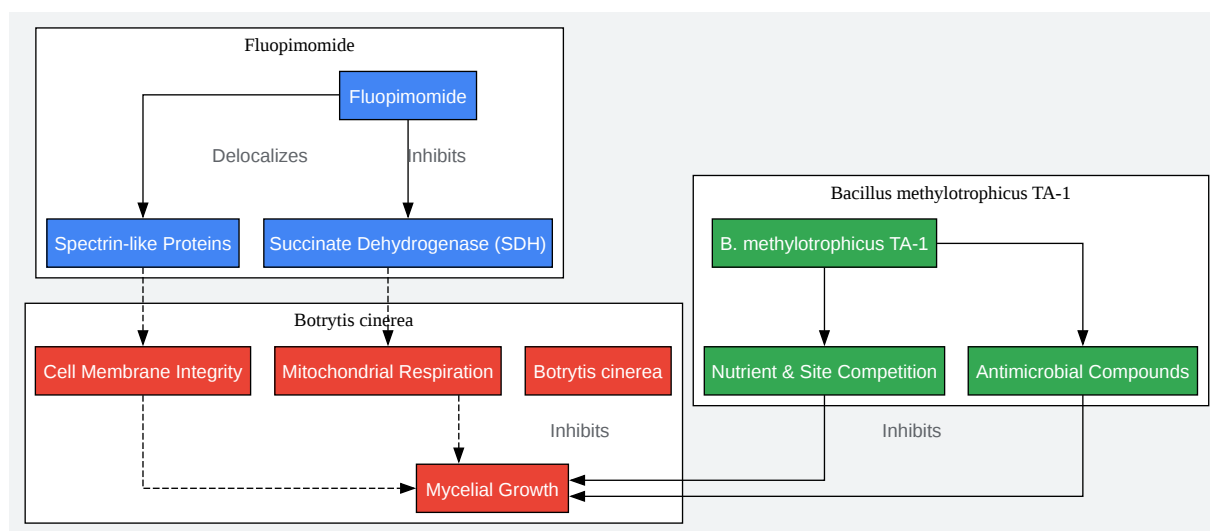 Fluopimomide
Fluopimomide
Delocalizes
Inhibits
Spectrin-like Proteins
Succinate Dehydrogenase (SDH)
Bacillus methylotrophicus TA-1
B. methylotrophicus TA-1
Nutrient & Site Competition
Antimicrobial Compounds
Botrytis cinerea
Cell Membrane Integrity
Mitochondrial Respiration
Botrytis cinerea
Inhibits
Inhibits
Mycelial Growth